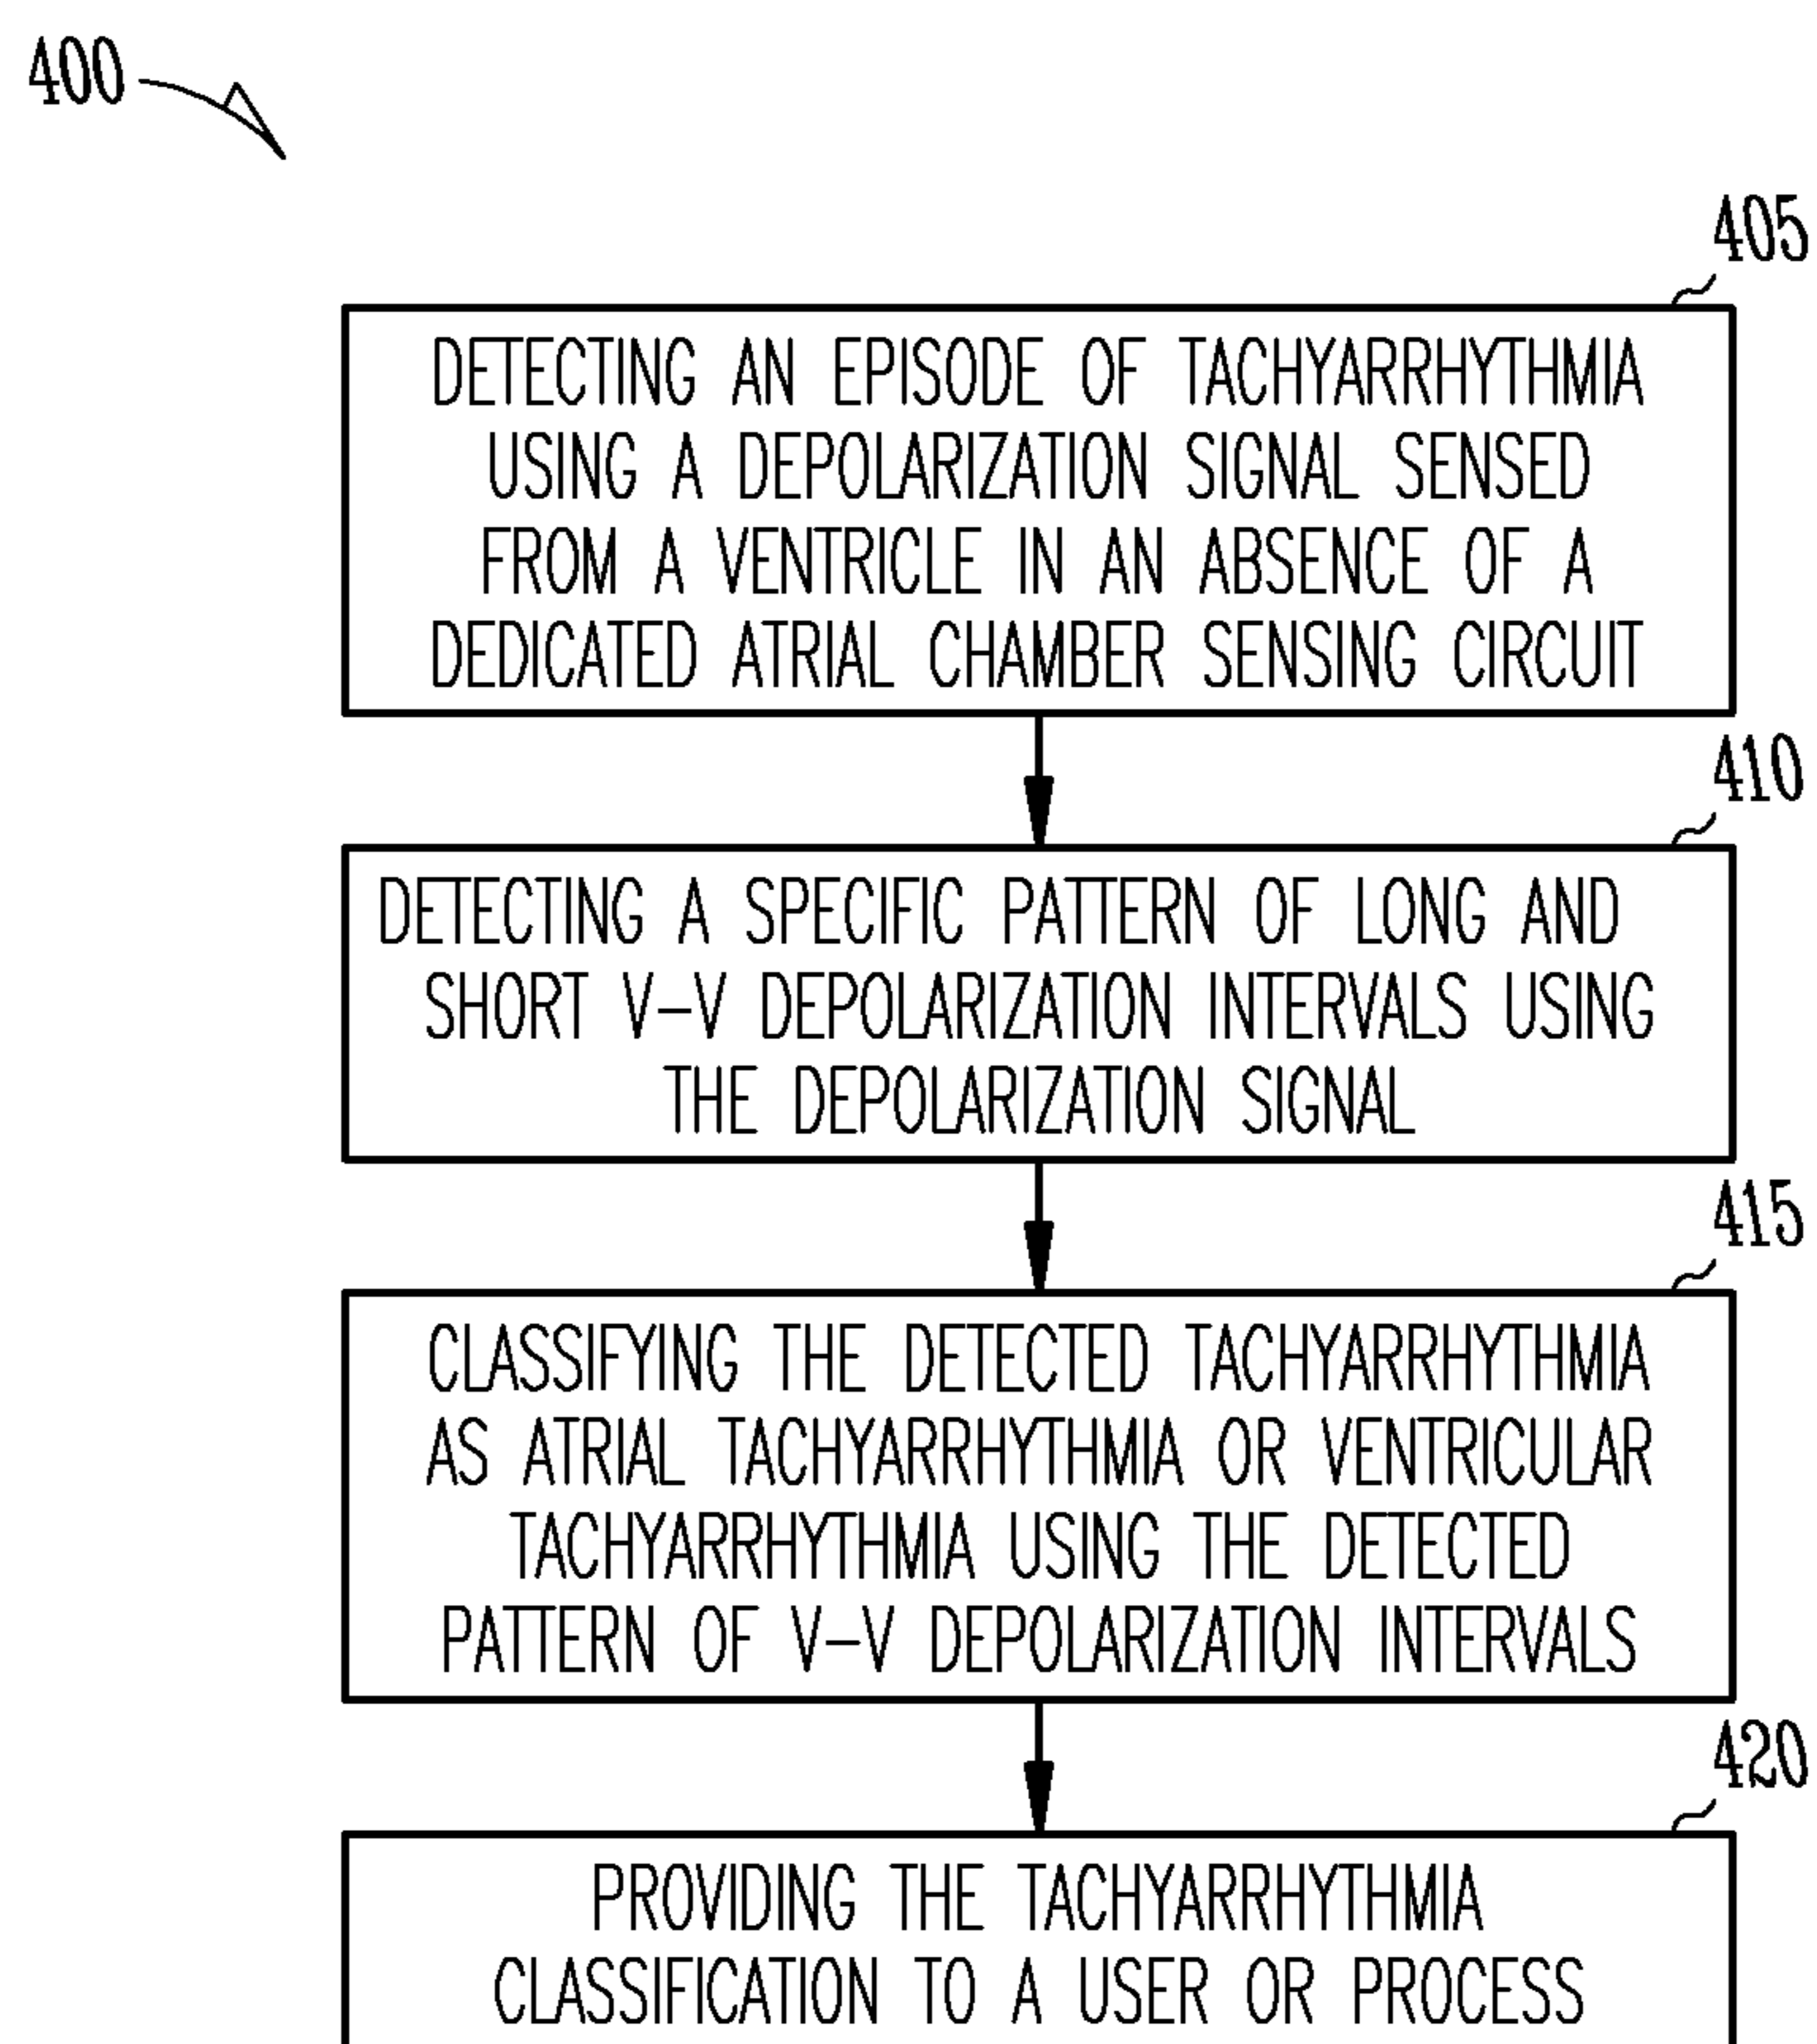 400
405
DETECTING AN EPISODE OF TACHYARRHYTHMIA
USING A DEPOLARIZATION SIGNAL SENSED
FROM A VENTRICLE IN AN ABSENCE OF A
DEDICATED ATRIAL CHAMBER SENSING CIRCUIT
410
DETECTING A SPECIFIC PATTERN OF LONG AND
SHORT V–V DEPOLARIZATION INTERVALS USING
THE DEPOLARIZATION SIGNAL
415
CLASSIFYING THE DETECTED TACHYARRHYTHMIA
AS ATRIAL TACHYARRHYTHMIA OR VENTRICULAR
TACHYARRHYTHMIA USING THE DETECTED
PATTERN OF V–V DEPOLARIZATION INTERVALS
420
PROVIDING THE TACHYARRHYTHMIA
CLASSIFICATION TO A USER OR PROCESS